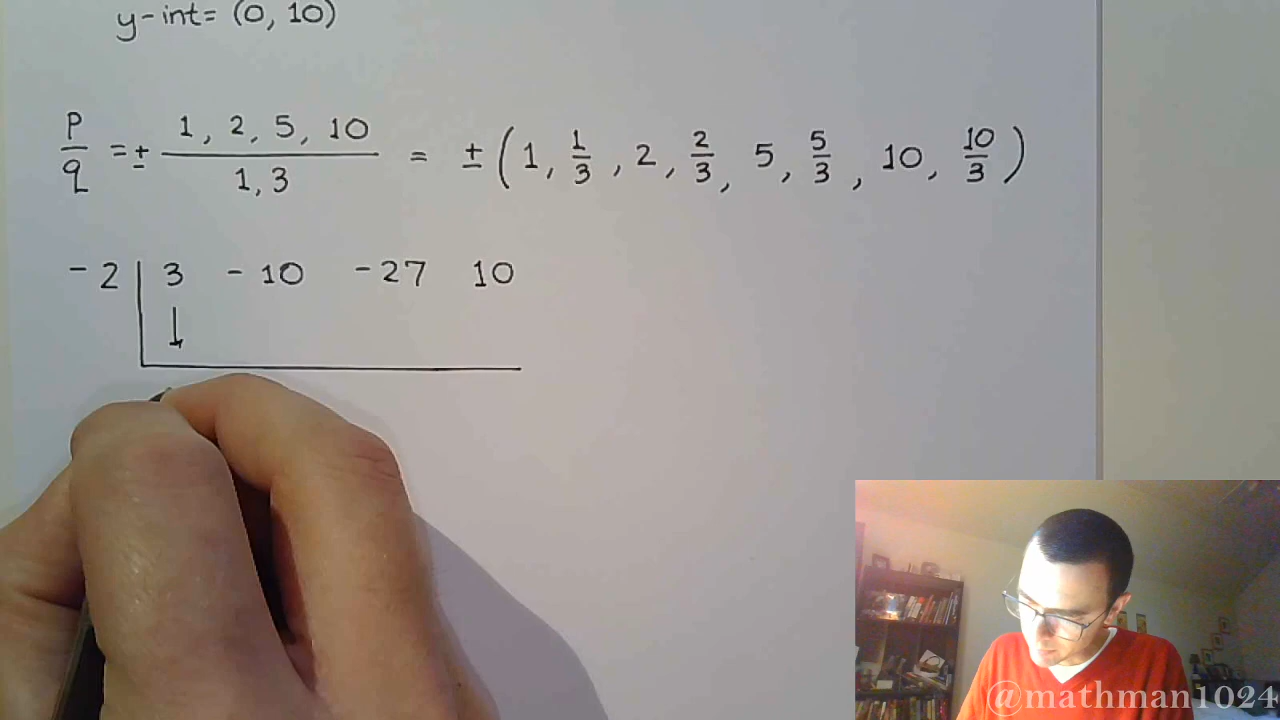 y-int= (0, 10)
p/q = ± 1, 2, 5, 10 / 1, 3 = ± (1, 1/3, 2, 2/3, 5, 5/3, 10, 10/3)
-2 | 3 -10 -27 10
@mathman1024